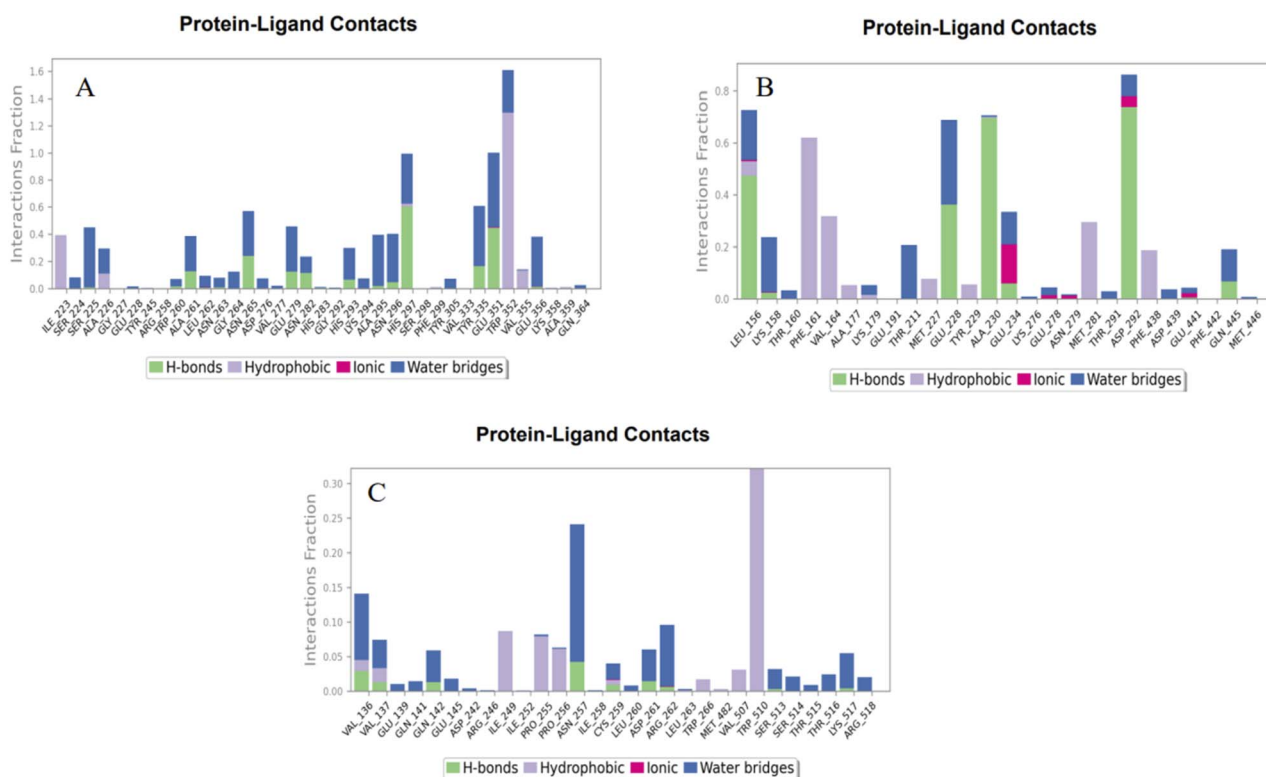 Protein-Ligand Contacts
A
Interactions Fraction
1.6
1.4
1.2
1.0
0.8
0.6
0.4
0.2
0.0
ILE_223 SER_224 SER_225 ALA_226 GLY_227 GLU_228 TYR_245 ARG_258 TRP_260 ALA_261 LEU_262 ASN_263 GLY_264 ASN_265 ASP_276 VAL_277 GLU_279 ASN_282 HIS_283 GLY_292 HIS_293 LYS_294 ALA_295 ASN_296 HIS_297 SER_298 PHE_299 TYR_305 VAL_333 TYR_335 GLU_351 TRP_352 VAL_355 GLU_356 LYS_358 ALA_359 GLN_364
H-bonds Hydrophobic Ionic Water bridges
Protein-Ligand Contacts
B
Interactions Fraction
0.8
0.6
0.4
0.2
0.0
LEU_156 LYS_158 THR_160 PHE_161 VAL_164 ALA_177 LYS_179 GLU_191 THR_211 MET_227 GLU_228 TYR_229 ALA_230 GLU_234 LYS_276 GLU_278 ASN_279 MET_281 THR_291 ASP_292 PHE_438 ASP_439 GLU_441 PHE_442 GLN_445 MET_446
H-bonds Hydrophobic Ionic Water bridges
Protein-Ligand Contacts
C
Interactions Fraction
0.30
0.25
0.20
0.15
0.10
0.05
0.00
VAL_136 VAL_137 GLU_139 GLN_141 GLN_142 GLU_145 ASP_242 ARG_246 ILE_249 ILE_252 PRO_255 PRO_256 ASN_257 ILE_258 CYS_259 LEU_260 ASP_261 ARG_262 LEU_263 TRP_266 MET_482 VAL_507 TRP_510 SER_513 SER_514 THR_515 THR_516 LYS_517 ARG_518
H-bonds Hydrophobic Ionic Water bridges